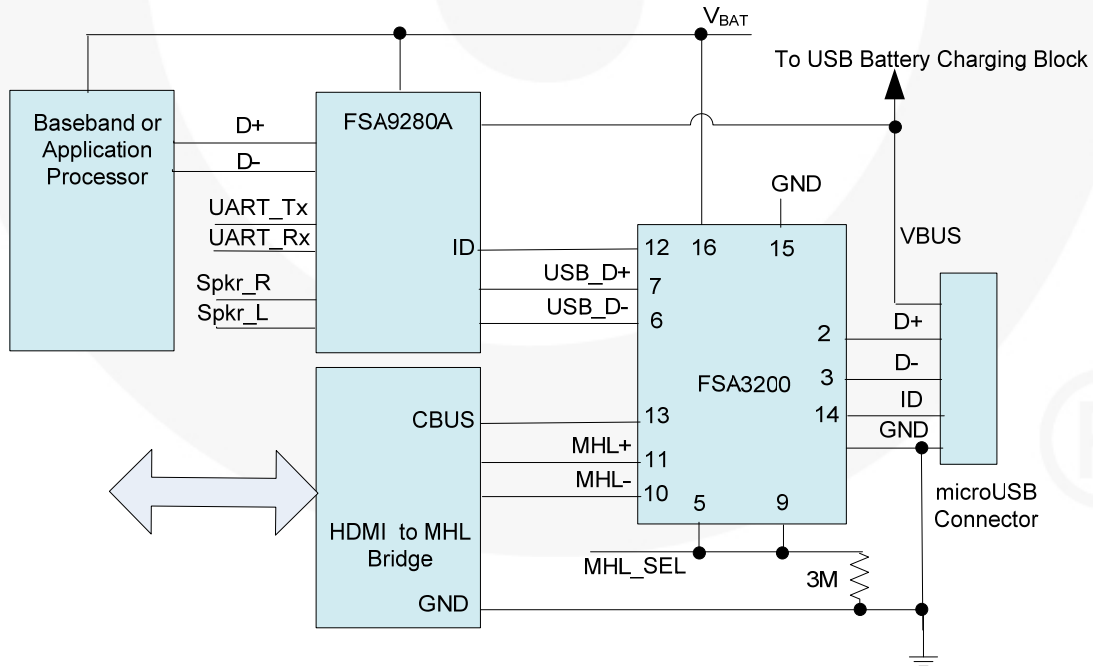 VBAT
To USB Battery Charging Block
Baseband or
Application
Processor
D+
D-
FSA9280A
UART_Tx
UART_Rx
Spkr_R
Spkr_L
ID
USB_D+
USB_D-
GND
12
16
15
7
6
VBUS
2
D+
3
D-
FSA3200
14
ID
GND
CBUS
13
MHL+
11
MHL-
10
5
9
microUSB
Connector
HDMI to MHL
Bridge
MHL_SEL
3M
GND